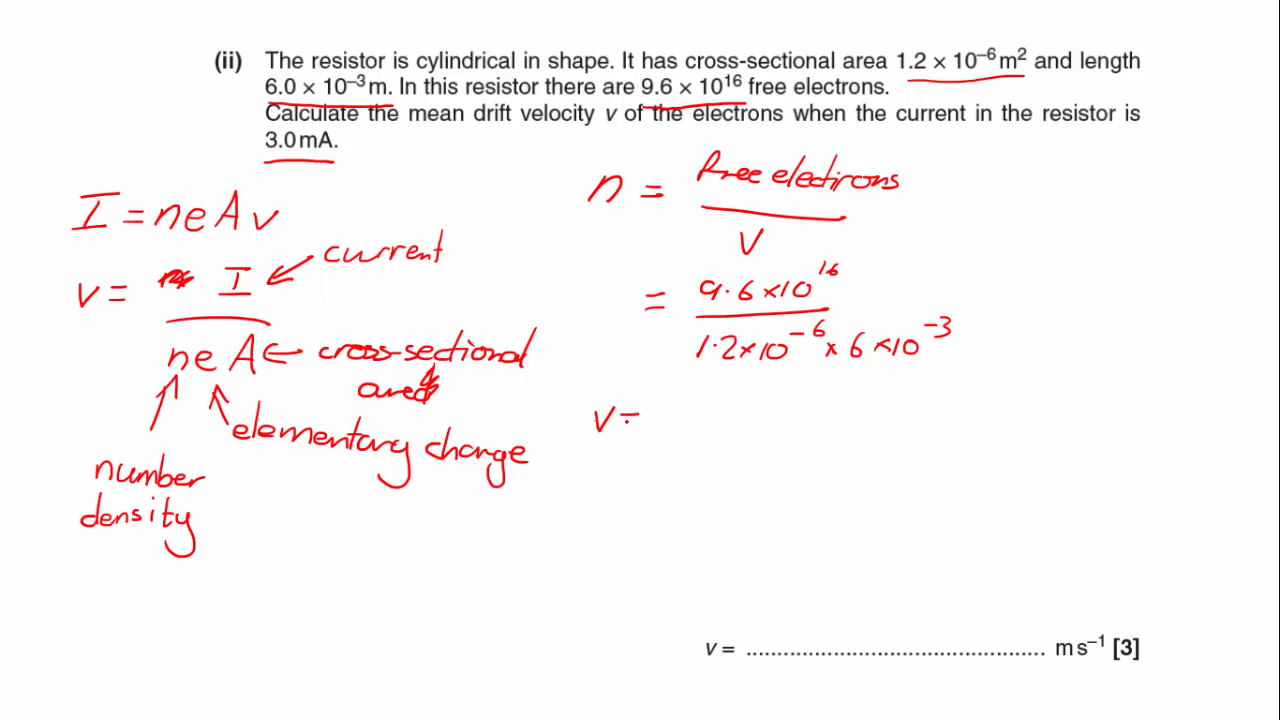 (ii) The resistor is cylindrical in shape. It has cross-sectional area 1.2 × 10⁻⁶ m² and length
6.0 × 10⁻³ m. In this resistor there are 9.6 × 10¹⁶ free electrons.
Calculate the mean drift velocity v of the electrons when the current in the resistor is
3.0 mA.
I = neAv
v = I / neA
current
cross-sectional
area
elementary charge
number
density
n = free electrons / V
= 9.6 × 10¹⁶ / 1.2 × 10⁻⁶ × 6 × 10⁻³
v =
v = .............................................. m s⁻¹ [3]